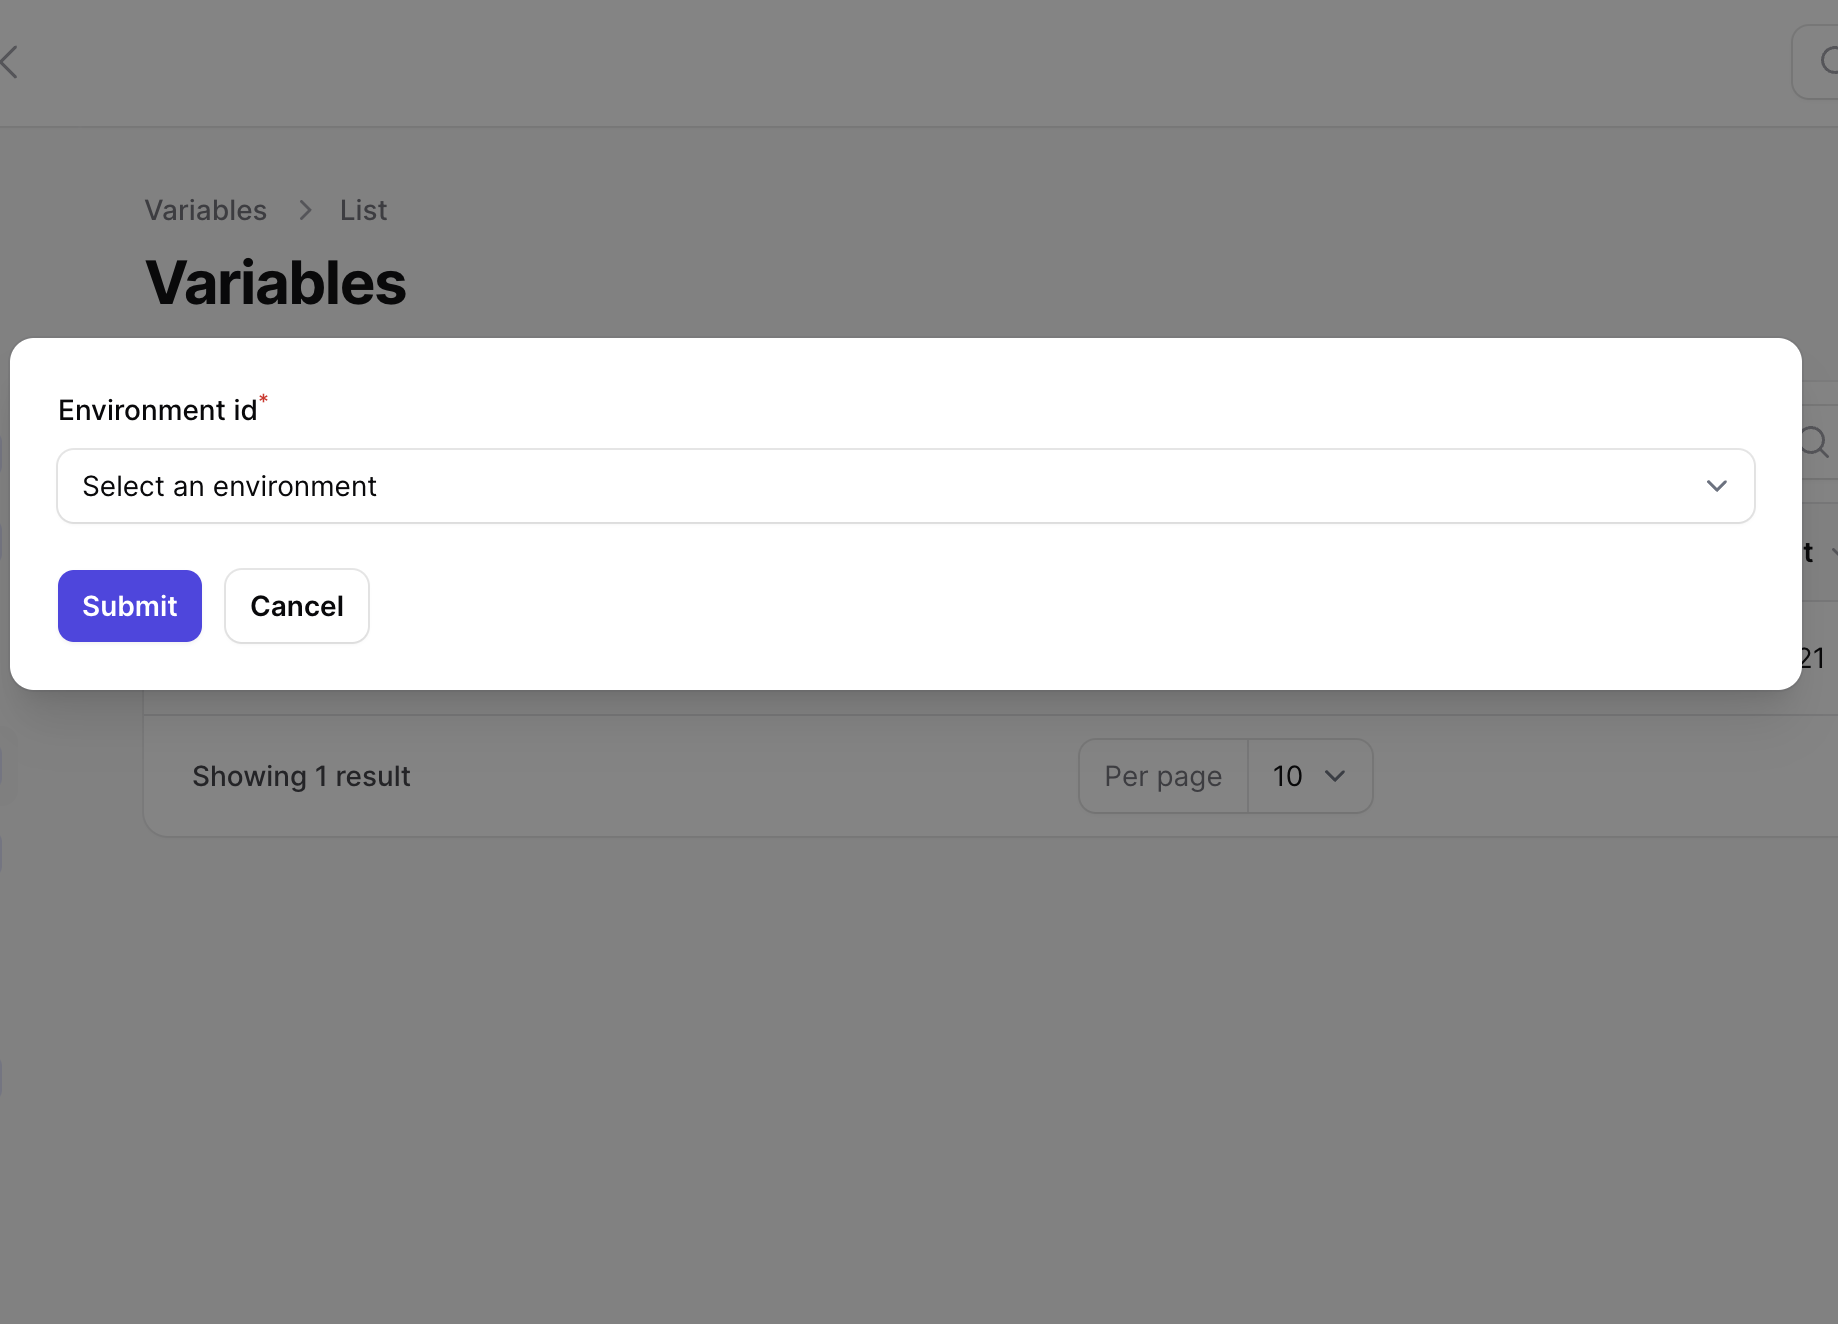 Variables > List
Variables
Environment id*
Select an environment
Submit Cancel
t
21
Showing 1 result
Per page 10